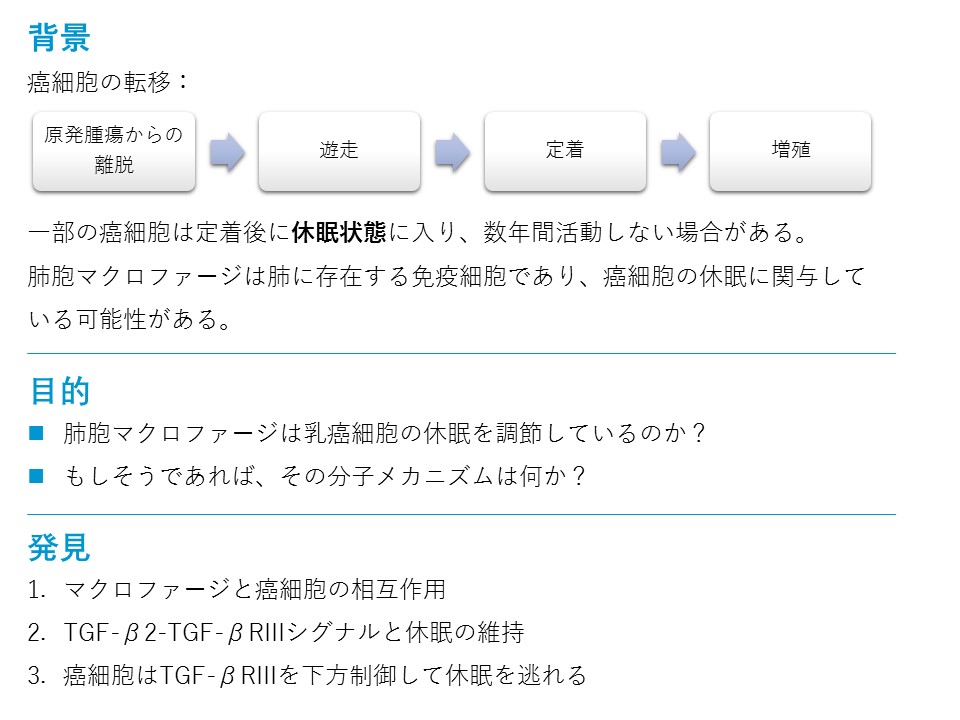 背景
癌細胞の転移：
原発腫瘍からの
離脱
遊走
定着
増殖
一部の癌細胞は定着後に休眠状態に入り、数年間活動しない場合がある。
肺胞マクロファージは肺に存在する免疫細胞であり、癌細胞の休眠に関与して
いる可能性がある。
目的
■ 肺胞マクロファージは乳癌細胞の休眠を調節しているのか？
■ もしそうであれば、その分子メカニズムは何か？
発見
1. マクロファージと癌細胞の相互作用
2. TGF-β2-TGF-βRIIIシグナルと休眠の維持
3. 癌細胞はTGF-βRIIIを下方制御して休眠を逃れる